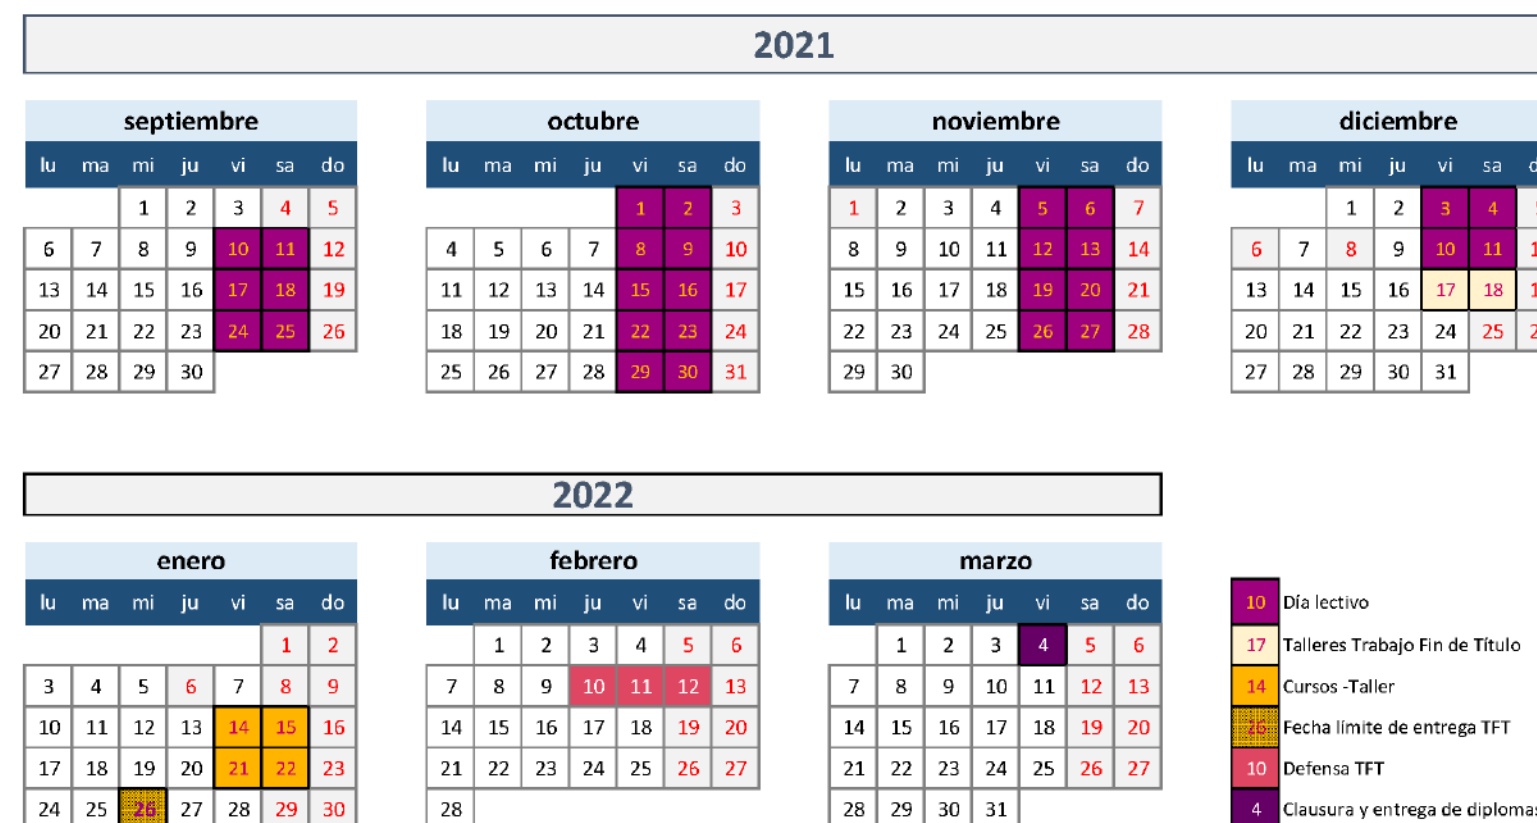 2021
septiembre octubre noviembre diciembre
lu ma mi ju vi sa do lu ma mi ju vi sa do lu ma mi ju vi sa do lu ma mi ju vi sa
1 2 3 4 5 1 2 3 1 2 3 4 5 6 7 1 2 3 4
6 7 8 9 10 11 12 4 5 6 7 8 9 10 8 9 10 11 12 13 14 6 7 8 9 10 11
13 14 15 16 17 18 19 11 12 13 14 15 16 17 15 16 17 18 19 20 21 13 14 15 16 17 18
20 21 22 23 24 25 26 18 19 20 21 22 23 24 22 23 24 25 26 27 28 20 21 22 23 24 25
27 28 29 30 25 26 27 28 29 30 31 29 30 27 28 29 30 31
2022
enero febrero marzo
lu ma mi ju vi sa do lu ma mi ju vi sa do lu ma mi ju vi sa do
1 2 1 2 3 4 5 6 1 2 3 4 5 6
3 4 5 6 7 8 9 7 8 9 10 11 12 13 7 8 9 10 11 12 13
10 11 12 13 14 15 16 14 15 16 17 18 19 20 14 15 16 17 18 19 20
17 18 19 20 21 22 23 21 22 23 24 25 26 27 21 22 23 24 25 26 27
24 25 26 27 28 29 30 28 28 29 30 31
10 Día lectivo
17 Talleres Trabajo Fin de Título
14 Cursos -Taller
26 Fecha límite de entrega TFT
10 Defensa TFT
4 Clausura y entrega de diplomas